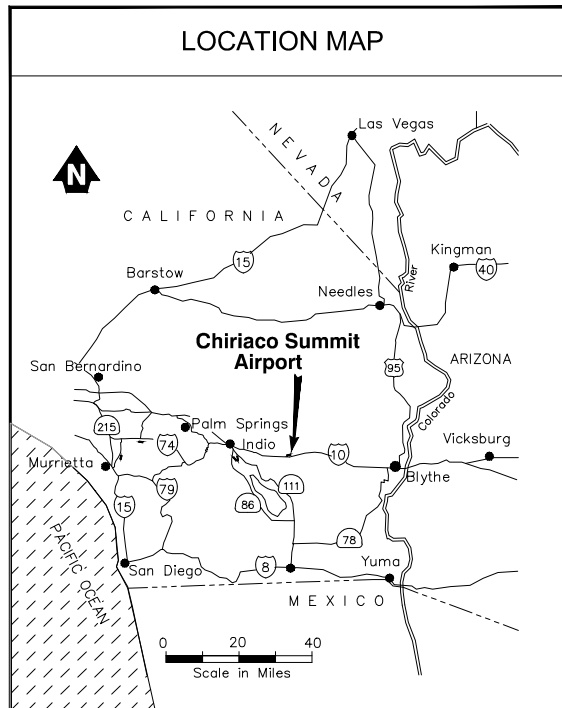 LOCATION MAP
Las Vegas
NEVADA
N
CALIFORNIA
Kingman
15
40
River
Barstow
Needles
Chiriaco Summit
Airport
ARIZONA
95
San Bernardino
Colorado
215
Palm Springs
74
Indio
Vicksburg
10
Murrietta
Blythe
79
111
86
15
78
PACIFIC OCEAN
San Diego
8
Yuma
MEXICO
0 20 40
Scale in Miles